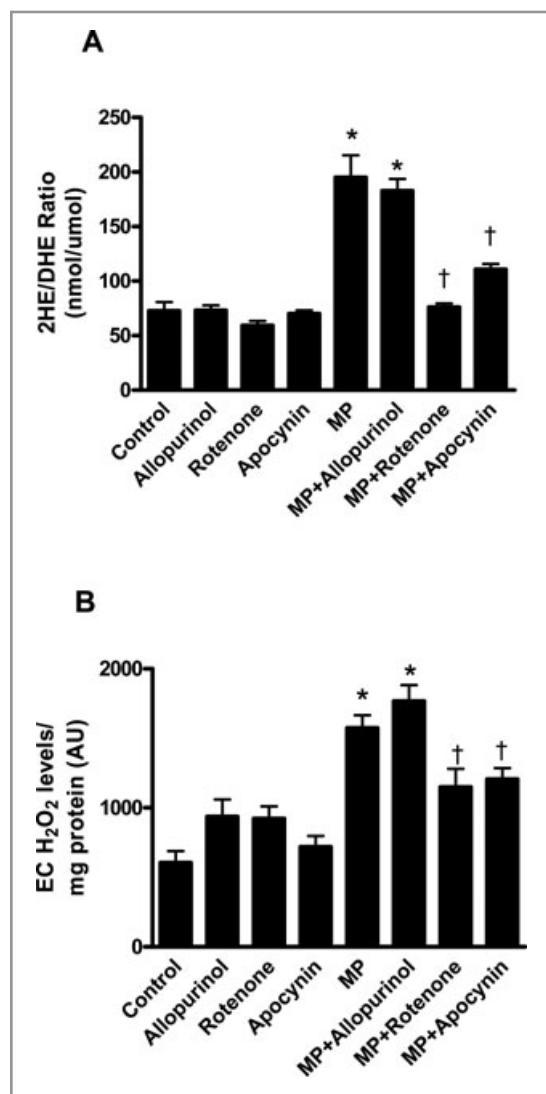 A
2HE/DHE Ratio
(nmol/umol)
250
200
150
100
50
0
*
*
†
†
Control
Allopurinol
Rotenone
Apocynin
MP
MP+Allopurinol
MP+Rotenone
MP+Apocynin
B
EC H₂O₂ levels/
mg protein (AU)
2000
1000
0
*
*
†
†
Control
Allopurinol
Rotenone
Apocynin
MP
MP+Allopurinol
MP+Rotenone
MP+Apocynin